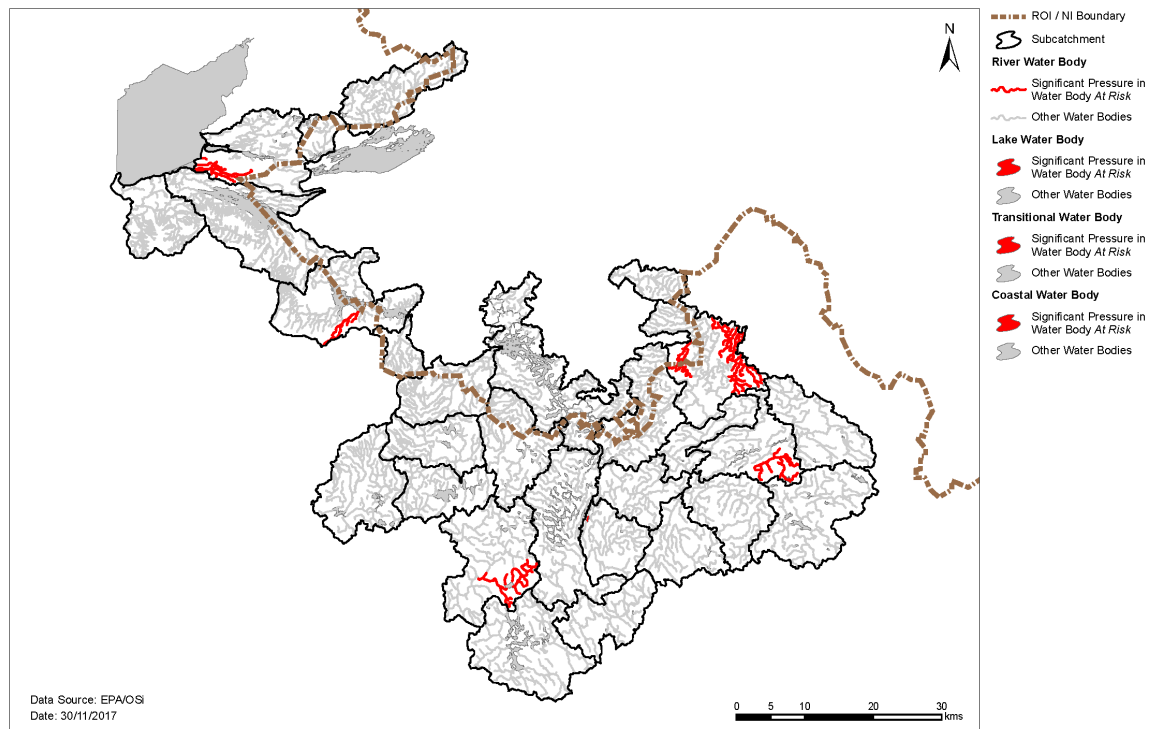 N
ROI / NI Boundary
Subcatchment
River Water Body
Significant Pressure in
Water Body At Risk
Other Water Bodies
Lake Water Body
Significant Pressure in
Water Body At Risk
Other Water Bodies
Transitional Water Body
Significant Pressure in
Water Body At Risk
Other Water Bodies
Coastal Water Body
Significant Pressure in
Water Body At Risk
Other Water Bodies
Data Source: EPA/OSi
Date: 30/11/2017
0 5 10 20 30
kms